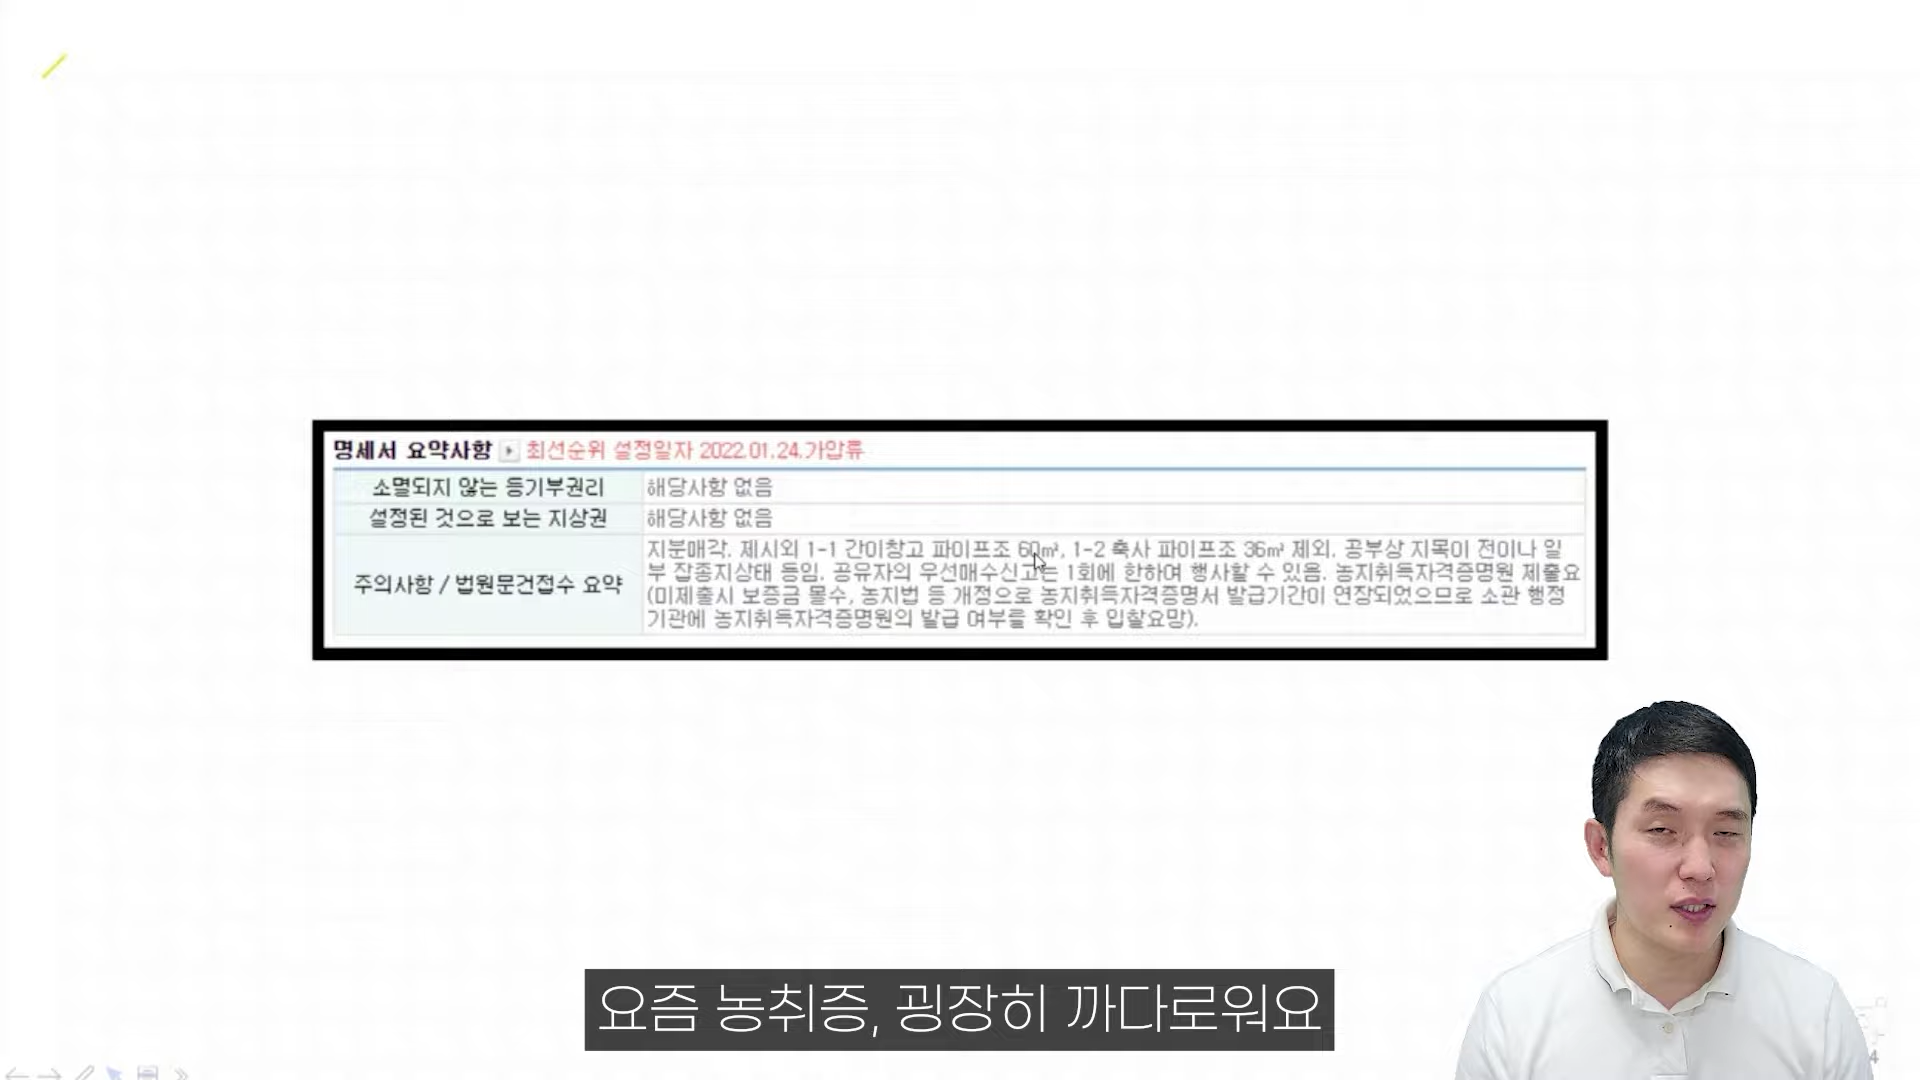 명세서 요약사항 최선순위 설정일자 2022.01.24.가압류
소멸되지 않는 등기부권리 해당사항 없음
설정된 것으로 보는 지상권 해당사항 없음
주의사항 / 법원문건접수 요약
지분매각. 제시외 1-1 간이창고 파이프조 60㎡, 1-2 축사 파이프조 36㎡ 제외. 공부상 지목이 전이나 일
부 잡종지상태 등임. 공유자의 우선매수신고는 1회에 한하여 행사할 수 있음. 농지취득자격증명원 제출요
(미제출시 보증금 몰수, 농지법 등 개정으로 농지취득자격증명서 발급기간이 연장되었으므로 소관 행정
기관에 농지취득자격증명원의 발급 여부를 확인 후 입찰요망).
요즘 농취증, 굉장히 까다로워요
4